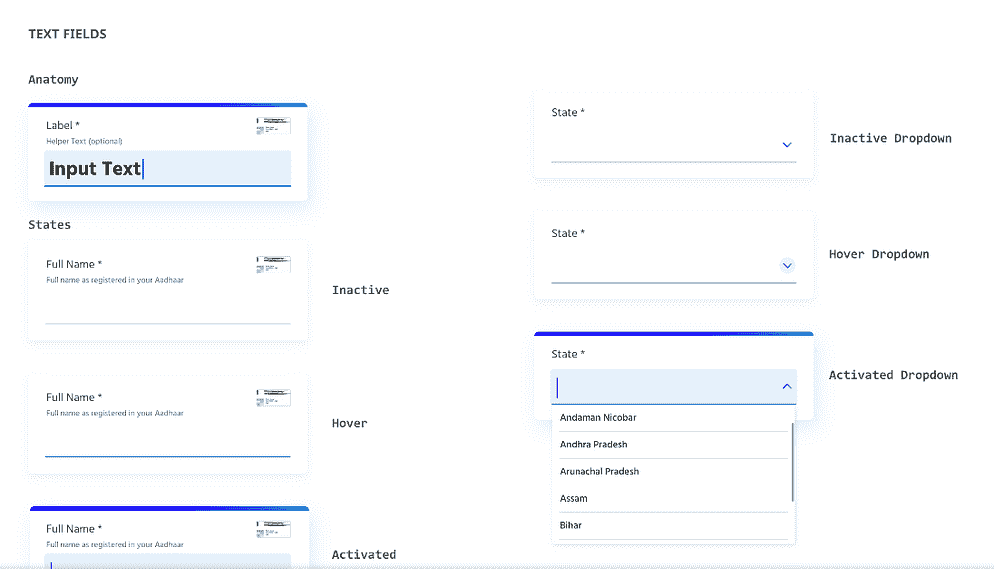 TEXT FIELDS
Anatomy
Label *
Helper Text (optional)
Input Text
States
Full Name *
Full name as registered in your Aadhaar
Inactive
Full Name *
Full name as registered in your Aadhaar
Hover
Full Name *
Full name as registered in your Aadhaar
Activated
State *
Inactive Dropdown
State *
Hover Dropdown
State *
Activated Dropdown
Andaman Nicobar
Andhra Pradesh
Arunachal Pradesh
Assam
Bihar